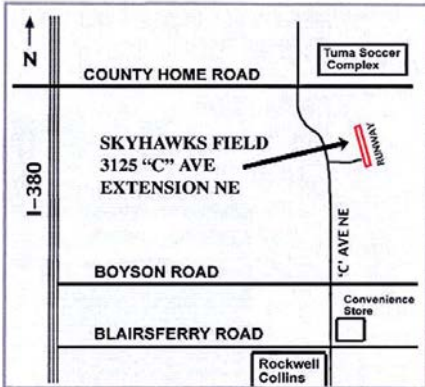 N
Tuma Soccer
Complex
COUNTY HOME ROAD
SKYHAWKS FIELD
3125 “C” AVE
EXTENSION NE
RUNWAY
I-380
'C' AVE NE
BOYSON ROAD
Convenience
Store
BLAIRSFERRY ROAD
Rockwell
Collins